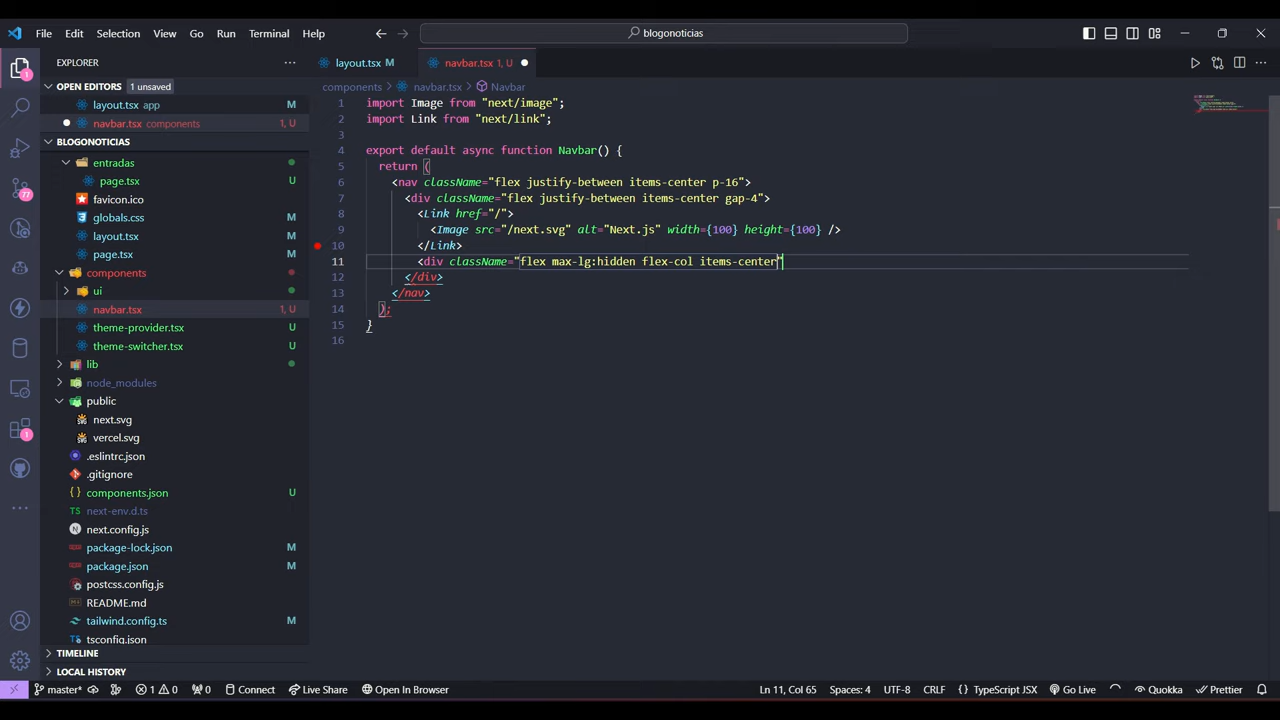 File Edit Selection View Go Run Terminal Help
blogonoticias
EXPLORER
layout.tsx M
navbar.tsx 1, U
OPEN EDITORS 1 unsaved
components > navbar.tsx > Navbar
layout.tsx app M
navbar.tsx components 1, U
BLOGONOTICIAS
entradas
page.tsx U
favicon.ico
globals.css U
layout.tsx M
page.tsx M
components
ui
navbar.tsx 1, U
theme-provider.tsx U
theme-switcher.tsx U
lib
node_modules
public
next.svg
vercel.svg
.eslintrc.json
.gitignore
components.json U
next-env.d.ts
next.config.js
package-lock.json M
package.json M
postcss.config.js
README.md
tailwind.config.ts M
tsconfig.json
TIMELINE
LOCAL HISTORY
1
77
1
1 import Image from "next/image";
2 import Link from "next/link";
3
4 export default async function Navbar() {
5 return (
6 <nav className="flex justify-between items-center p-16">
7 <div className="flex justify-between items-center gap-4">
8 <Link href="/">
9 <Image src="/next.svg" alt="Next.js" width={100} height={100} />
10 </Link>
11 <div className="flex max-lg:hidden flex-col items-center"
12 </div>
13 </nav>
14 );
15 }
16
master* 1 0 0 Connect Live Share Open In Browser Ln 11, Col 65 Spaces: 4 UTF-8 CRLF {} TypeScript JSX Go Live Quokka Prettier